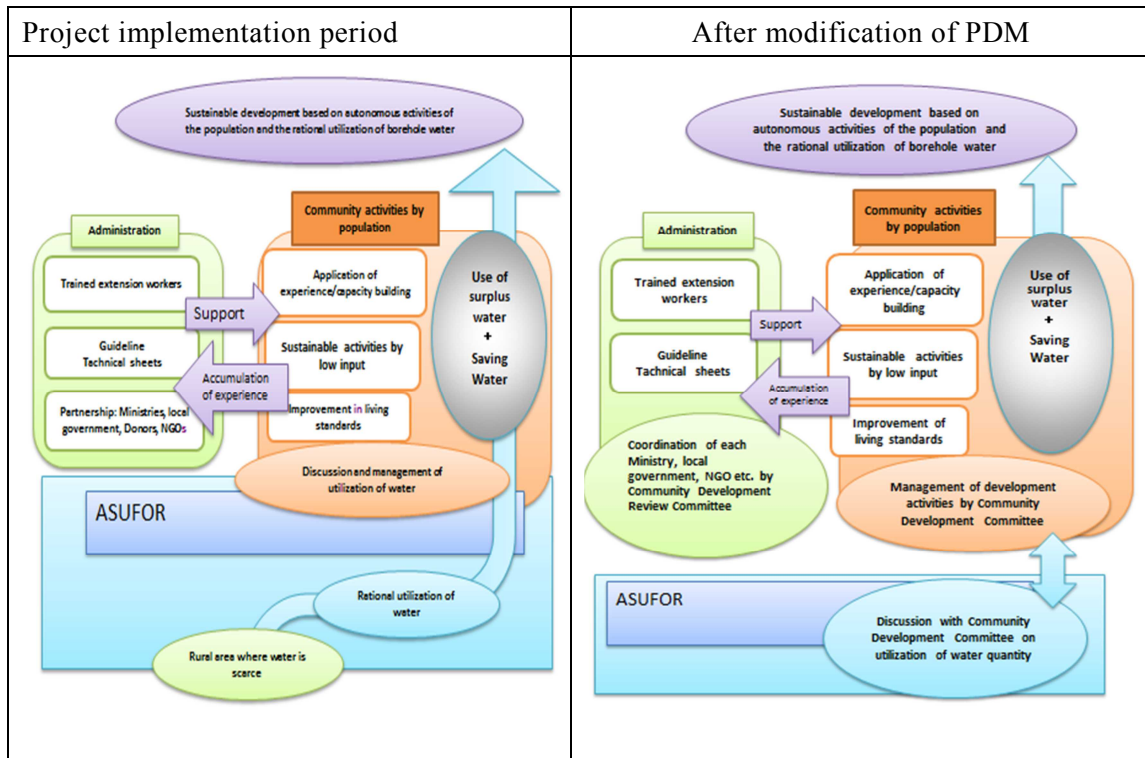 Project implementation period
Sustainable development based on autonomous activities of
the population and the rational utilization of borehole water
Administration
Trained extension workers
Guideline
Tachnical sheets
Partnership: Ministries, local
government, Donors, NGOs
Support
Accumulation
of experience
Community activities by
population
Application of
experience/capacity
building
Sustainable activities by
low input
Improvement in living
standards
Use of
surplus
water
+
Saving
Water
Discussion and management of
utilization of water
ASUFOR
Rational utilization of
water
Rural area where water is
scarce
After modification of PDM
Sustainable development based on
autonomous activities of the population and
the rational utilization of borehole water
Administration
Trained extension
workers
Guideline
Tachnical sheets
Coordination of each
Ministry, local
government, NGO etc. by
Community Development
Review Committee
Support
Accumulation
of experience
Community activities
by population
Application of
experience/capacity
building
Sustainable activities
by low input
Improvement of
living standards
Use of
surplus
water
+
Saving
Water
Management of development
activities by Community
Development Committee
ASUFOR
Discussion with Community
Development Committee on
utilization of water quantity